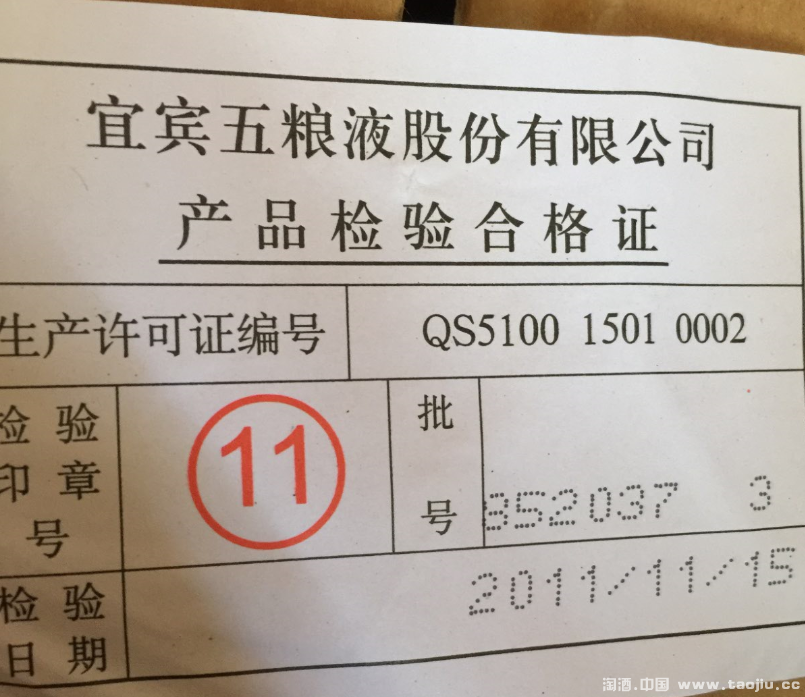 宜宾五粮液股份有限公司
产品检验合格证
生产许可证编号 QS5100 1501 0002
检验印章号 11 批号 852037 3
检验日期 2011/11/15
淘酒.中国 www.taojiu.cc